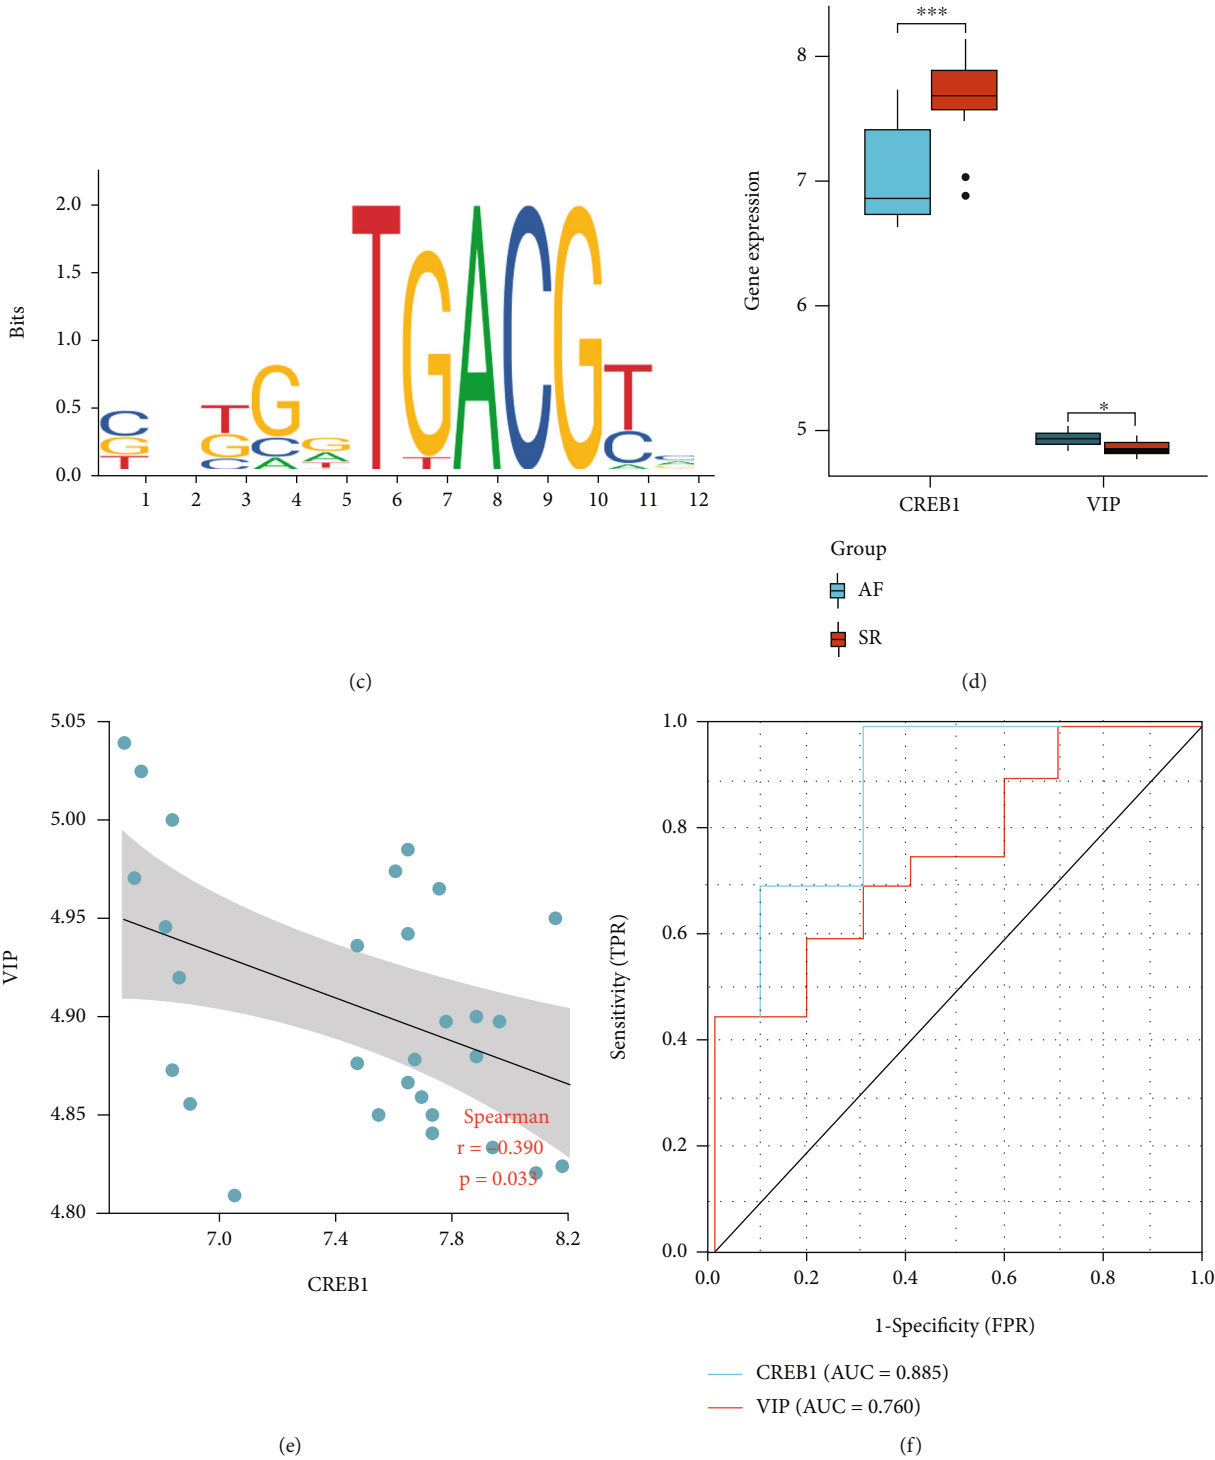 Bits
2.0
1.5
1.0
0.5
0.0
C G T
T G C
G C A
G A T
T
G T
A
C
G
T C A
1 2 3 4 5 6 7 8 9 10 11 12
(c)
Gene expression
8
7
6
5
***
*
CREB1 VIP
Group
AF
SR
(d)
VIP
5.05
5.00
4.95
4.90
4.85
4.80
Spearman
r = –0.390
p = 0.033
7.0 7.4 7.8 8.2
CREB1
(e)
Sensitivity (TPR)
1.0
0.8
0.6
0.4
0.2
0.0
0.0 0.2 0.4 0.6 0.8 1.0
1-Specificity (FPR)
CREB1 (AUC = 0.885)
VIP (AUC = 0.760)
(f)